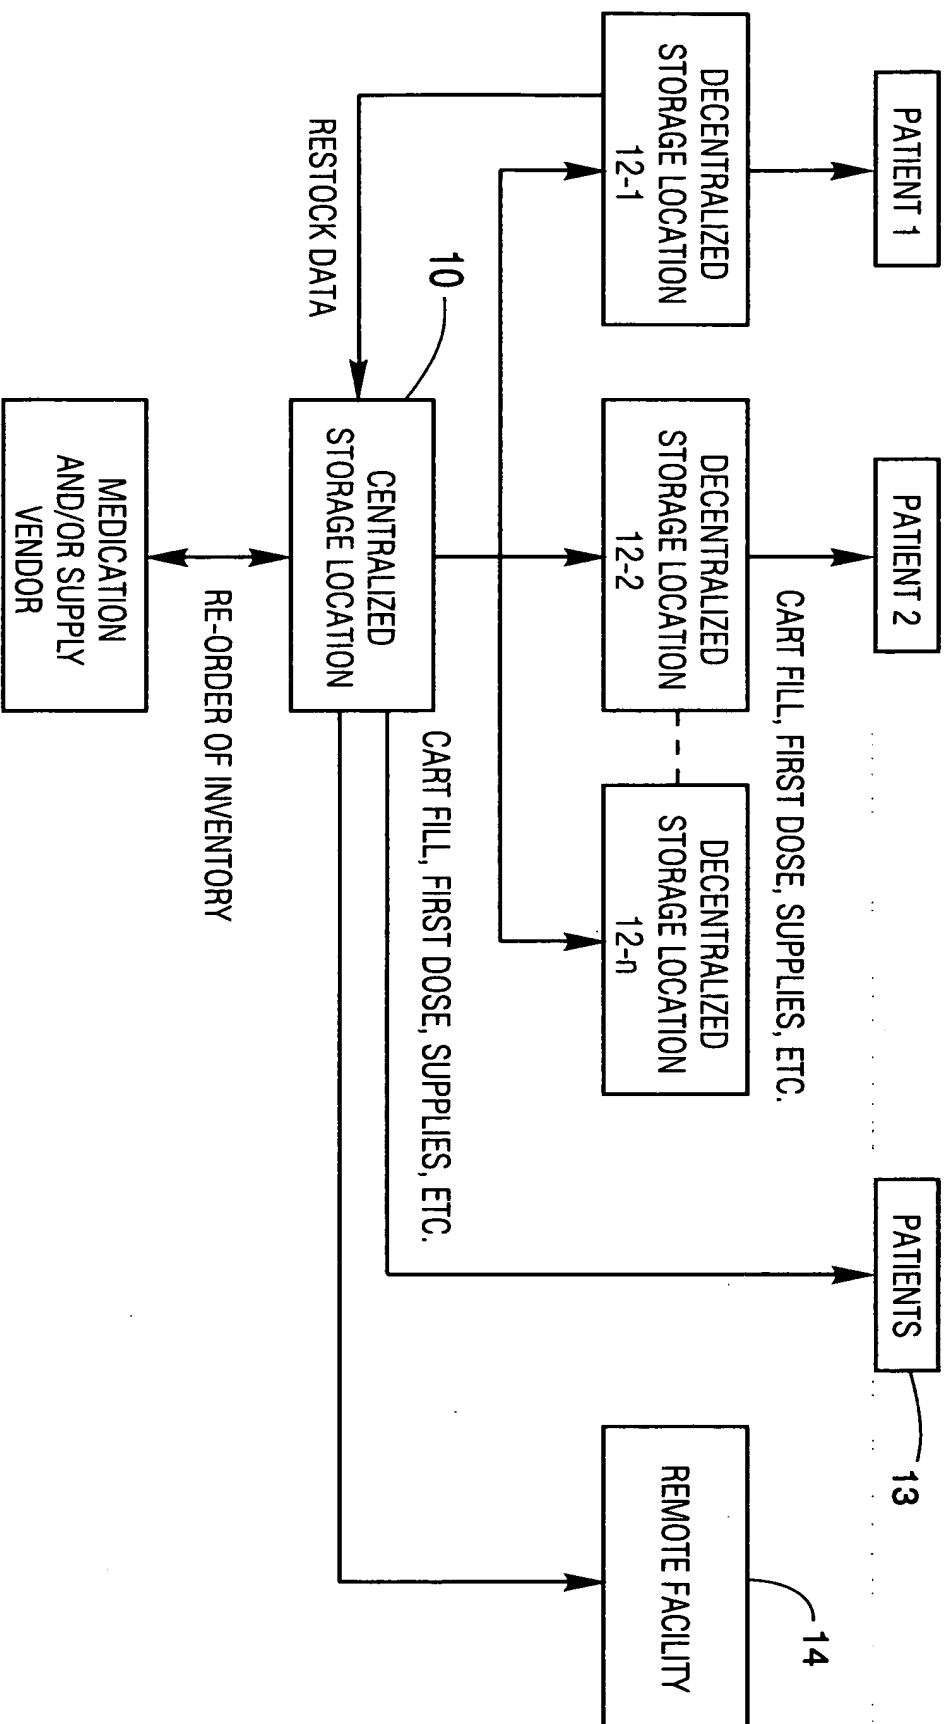 PATIENT 1
PATIENT 2
PATIENTS
13
DECENTRALIZED
STORAGE LOCATION
12-1
DECENTRALIZED
STORAGE LOCATION
12-2
CART FILL, FIRST DOSE, SUPPLIES, ETC.
DECENTRALIZED
STORAGE LOCATION
12-n
REMOTE FACILITY
14
RESTOCK DATA
10
CENTRALIZED
STORAGE LOCATION
CART FILL, FIRST DOSE, SUPPLIES, ETC.
RE-ORDER OF INVENTORY
MEDICATION
AND/OR SUPPLY
VENDOR